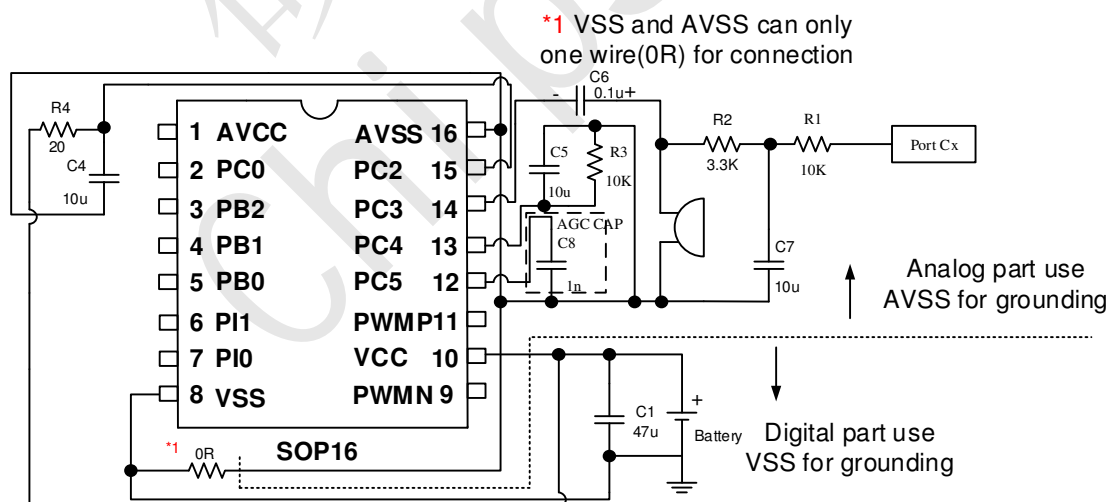 *1 VSS and AVSS can only
one wire(0R) for connection
C6
- 0.1u+
R4
20
C4
10u
1 AVCC
2 PC0
3 PB2
4 PB1
5 PB0
6 PI1
7 PI0
8 VSS
AVSS 16
PC2 15
PC3 14
PC4 13
PC5 12
PWMP11
VCC 10
PWMN 9
SOP16
C5
10u
R3
10K
AGC CAP
C8
1n
R2
3.3K
R1
10K
Port Cx
C7
10u
Analog part use
AVSS for grounding
*1
0R
C1
47u
+
Battery
Digital part use
VSS for grounding
Chip